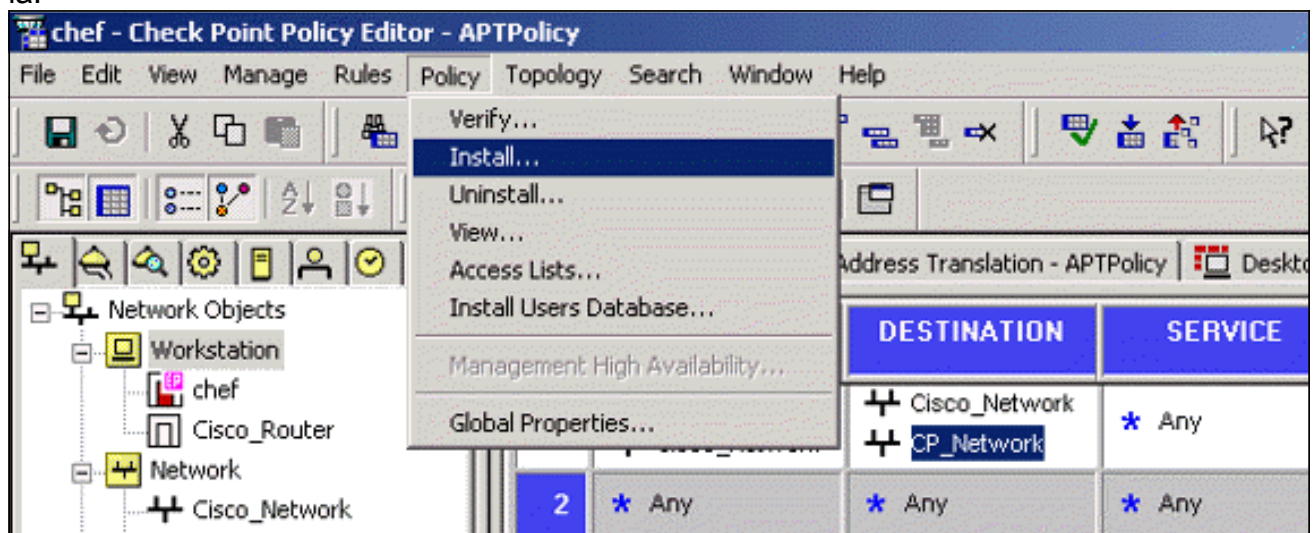 chef - Check Point Policy Editor - APTPolicy
File Edit View Manage Rules Policy Topology Search Window Help
Verify...
Install...
Uninstall...
View...
Access Lists...
Install Users Database...
Management High Availability...
Global Properties...
Address Translation - APTPolicy
Network Objects
Workstation
chef
Cisco_Router
Network
Cisco_Network
DESTINATION SERVICE
Cisco_Network
CP_Network
* Any
2 * Any * Any * Any